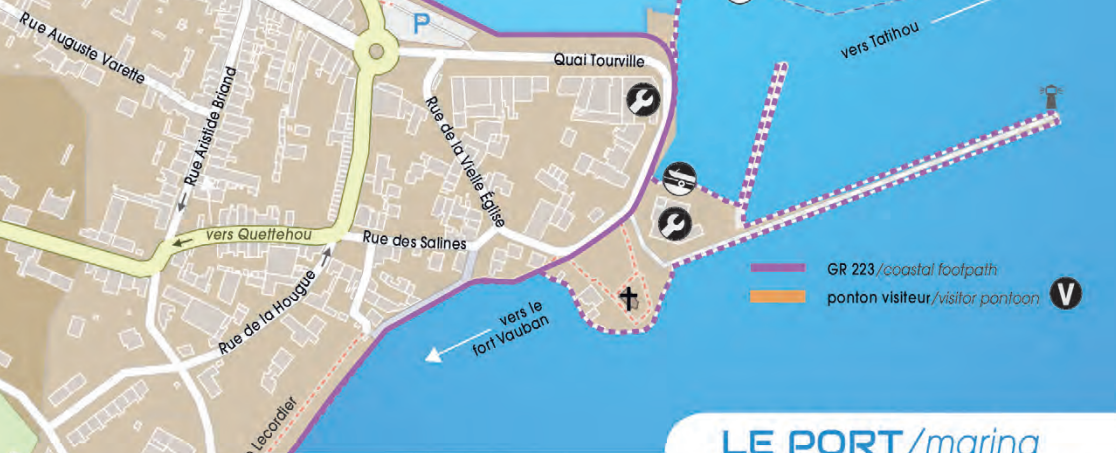 Rue Auguste Varette
P
Quai Tourville
vers Tatihou
Rue Aristide Briand
Rue de la Vielle Église
vers Quettehou
Rue des Salines
Rue de la Hougue
vers le
fort Vauban
GR 223/coastal footpath
ponton visiteur/visitor pontoon V
Lecordier
LE PORT/marina